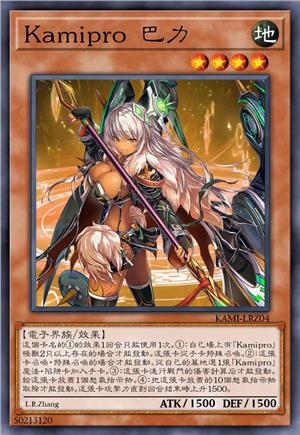 Kamipro 巴力
地
KAMI-LRZ04
【電子界族/效果】
這個卡名的①的效果1回合只能使用1次。①:自己場上有「Kamipro」
怪獸2只以上存在的場合才能發動。這張卡從手卡特殊召喚。②:這張
卡召喚·特殊召喚的場合才能發動。從自己的墓地選1張「Kamipro」
魔法·陷阱卡加入手卡。③:這張卡進行戰鬥的傷害計算后才能發動。
給這張卡放置1個怒氣指示物。④:把這張卡放置的10個怒氣指示物
取除才能發動。這張卡攻擊力直到回合結束時上升1500。
L.R.Zhang
ATK / 1500
DEF / 1500
50213120